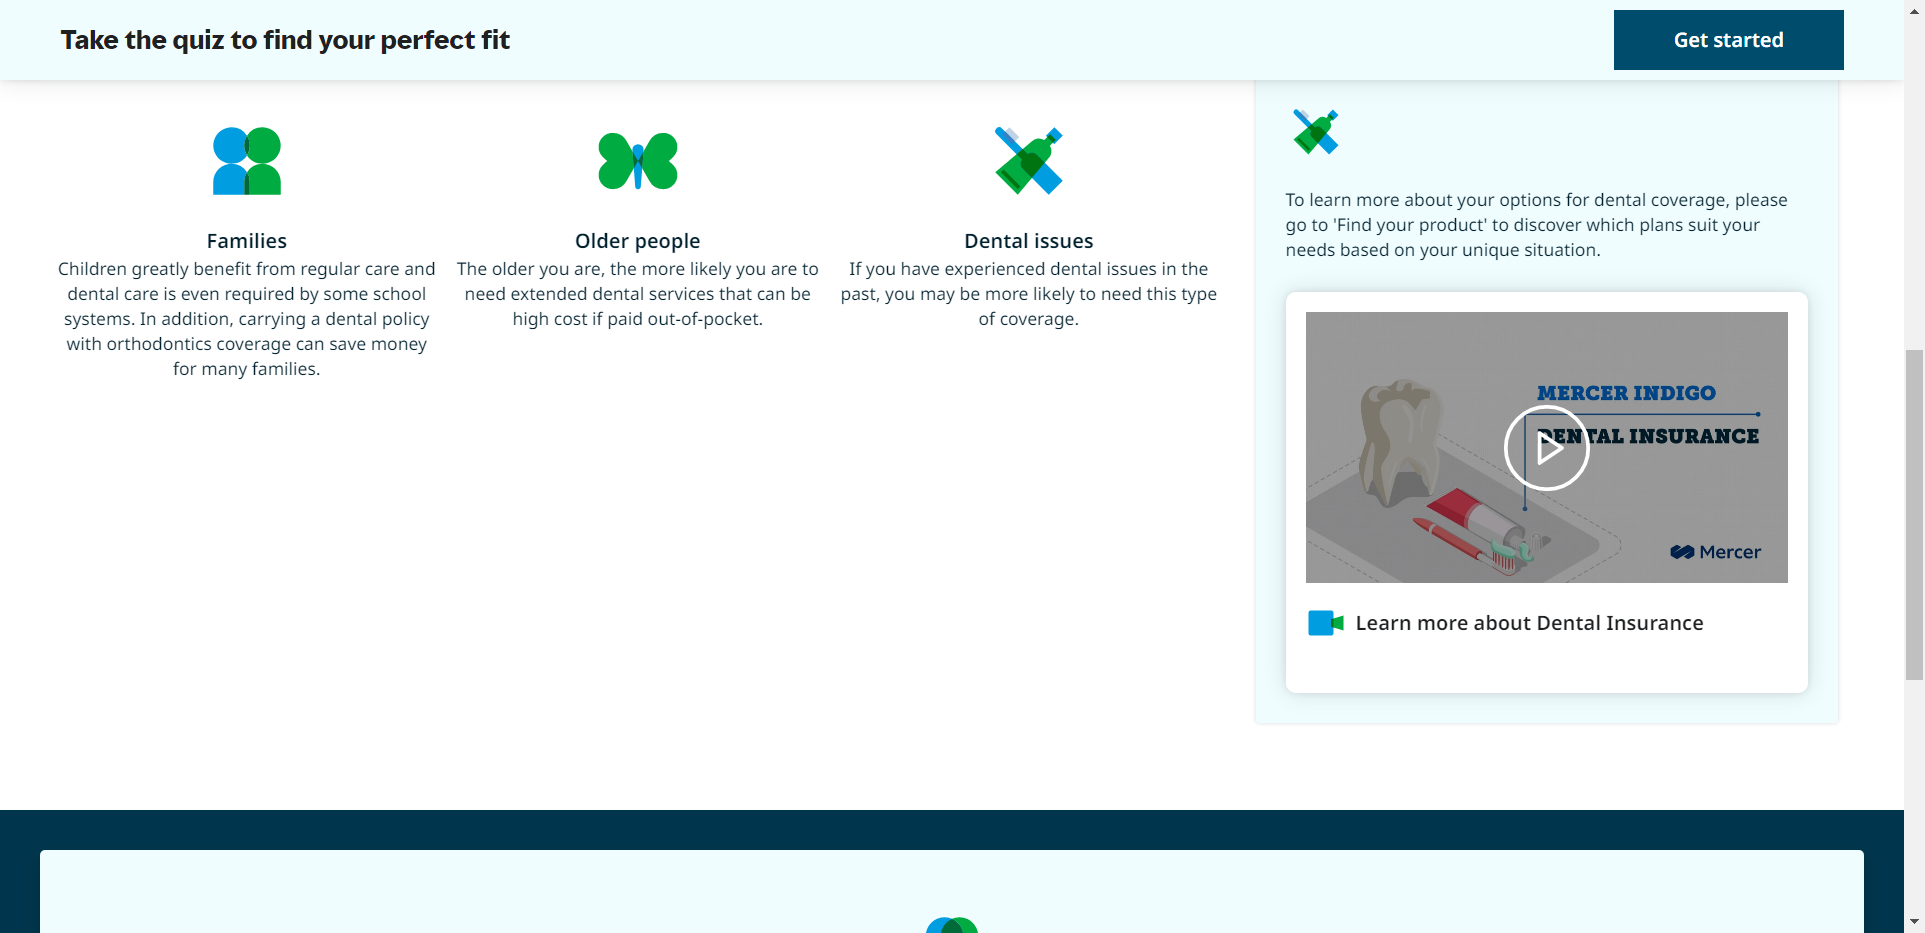 Take the quiz to find your perfect fit
Get started
Families
Children greatly benefit from regular care and
dental care is even required by some school
systems. In addition, carrying a dental policy
with orthodontics coverage can save money
for many families.
Older people
The older you are, the more likely you are to
need extended dental services that can be
high cost if paid out-of-pocket.
Dental issues
If you have experienced dental issues in the
past, you may be more likely to need this type
of coverage.
To learn more about your options for dental coverage, please
go to 'Find your product' to discover which plans suit your
needs based on your unique situation.
MERCER INDIGO
DENTAL INSURANCE
Mercer
Learn more about Dental Insurance